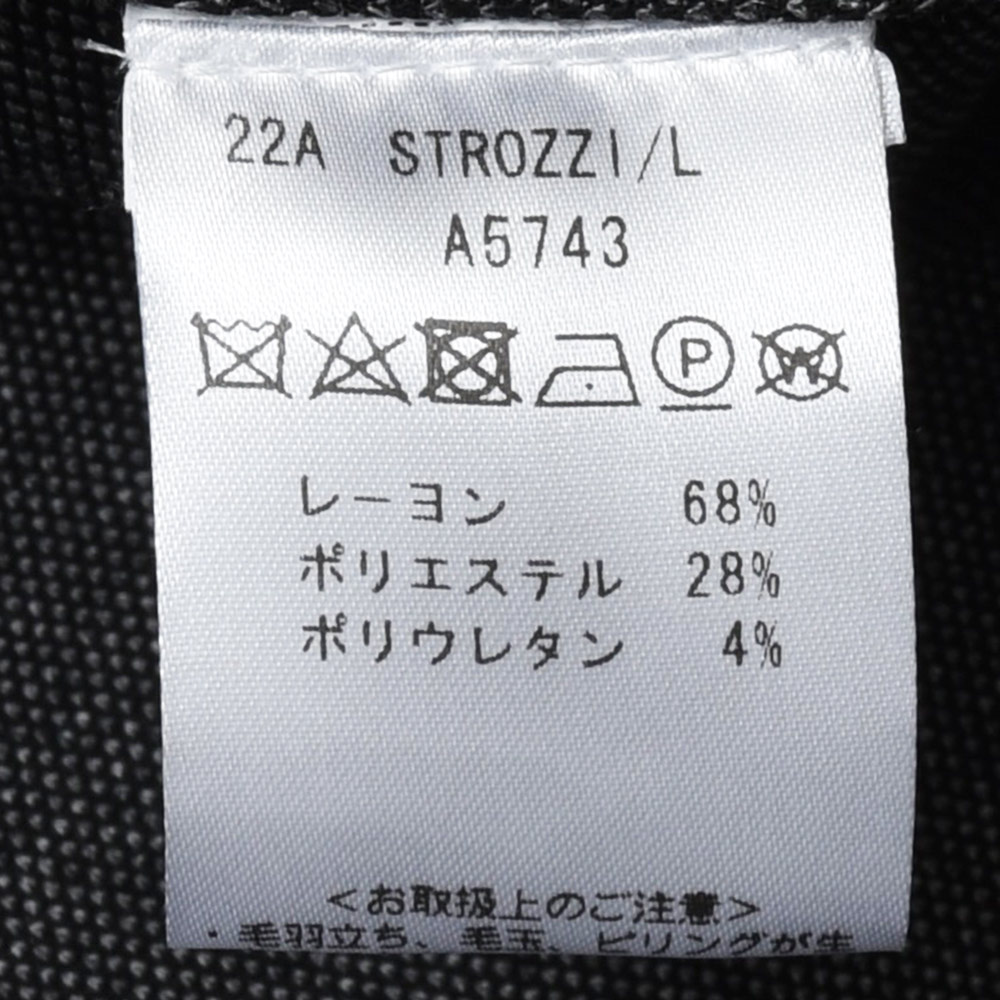 22A STROZZI/L
A5743
P W
レーヨン 68%
ポリエステル 28%
ポリウレタン 4%
＜お取扱上のご注意＞
・毛羽立ち、毛玉、ピリングが生